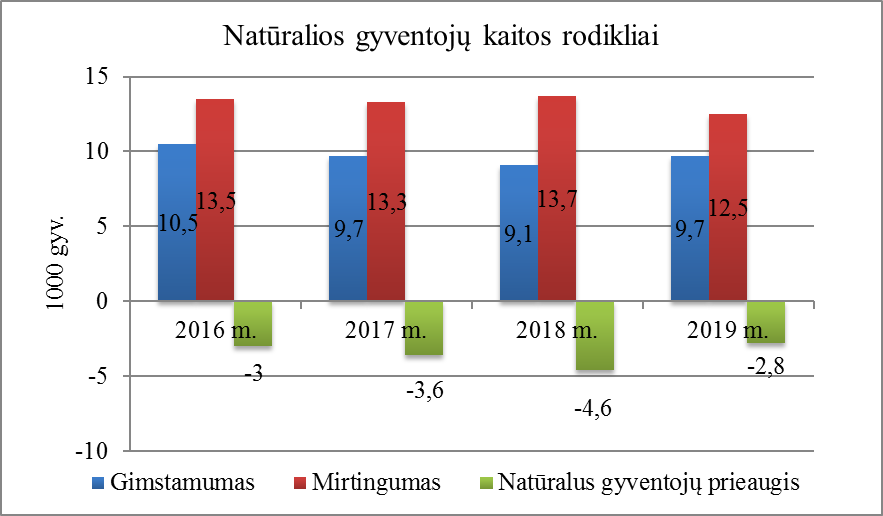 Natūralios gyventojų kaitos rodikliai
1000 gyv.
15
10
5
0
-5
-10
10,5
13,5
9,7
13,3
9,1
13,7
9,7
12,5
2016 m.
2017 m.
2018 m.
2019 m.
-3
-3,6
-4,6
-2,8
Gimstamumas
Mirtingumas
Natūralus gyventojų prieaugis